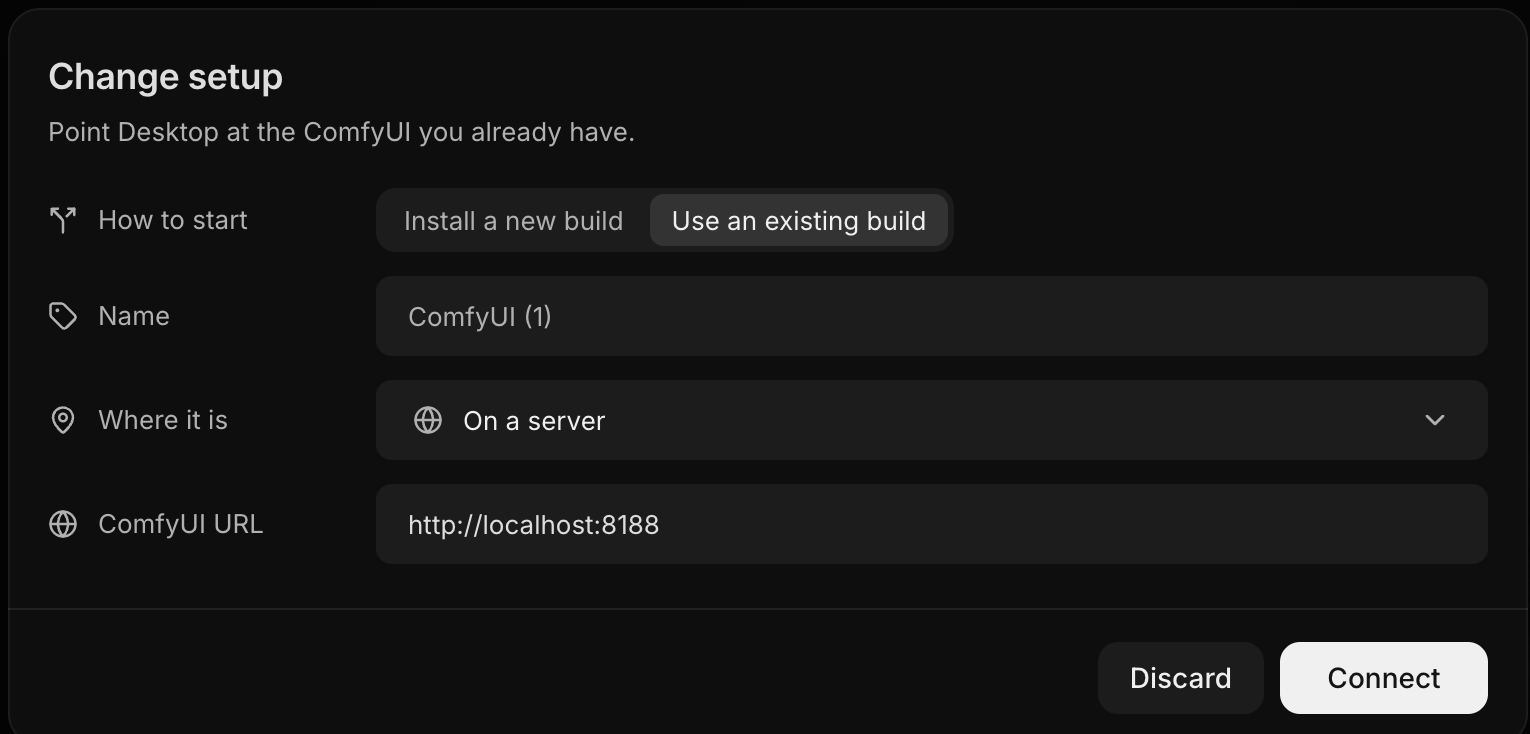 Change setup
Point Desktop at the ComfyUI you already have.
How to start
Install a new build
Use an existing build
Name
ComfyUI (1)
Where it is
On a server
ComfyUI URL
http://localhost:8188
Discard
Connect